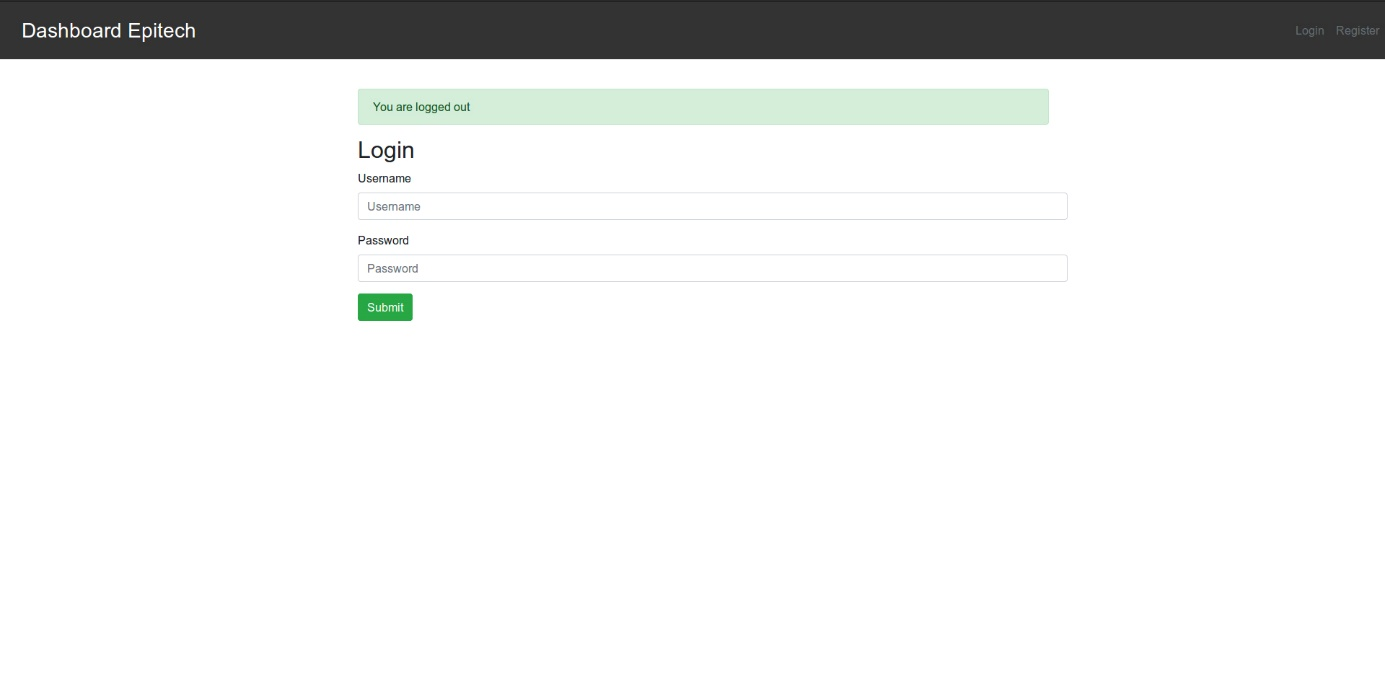 Dashboard Epitech
Login Register
You are logged out
Login
Username
Username
Password
Password
Submit